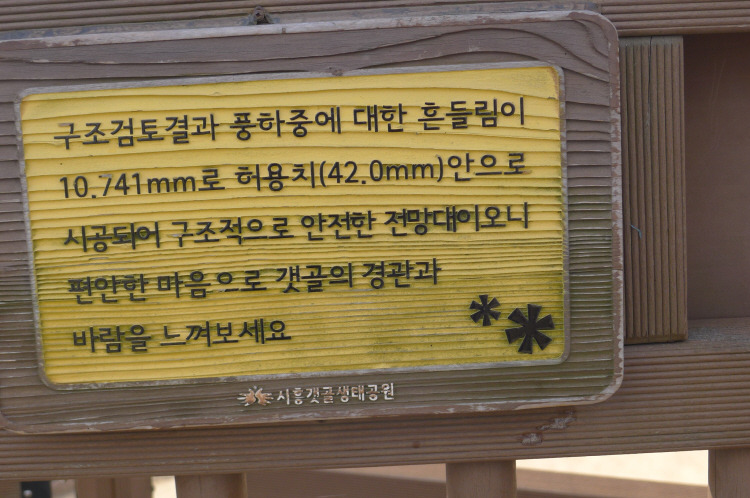 구조검토결과 풍하중에 대한 흔들림이
10.741mm로 허용치(42.0mm)안으로
시공되어 구조적으로 안전한 전망대이오니
편안한 마음으로 갯골의 경관과
바람을 느껴보세요
시흥갯골생태공원